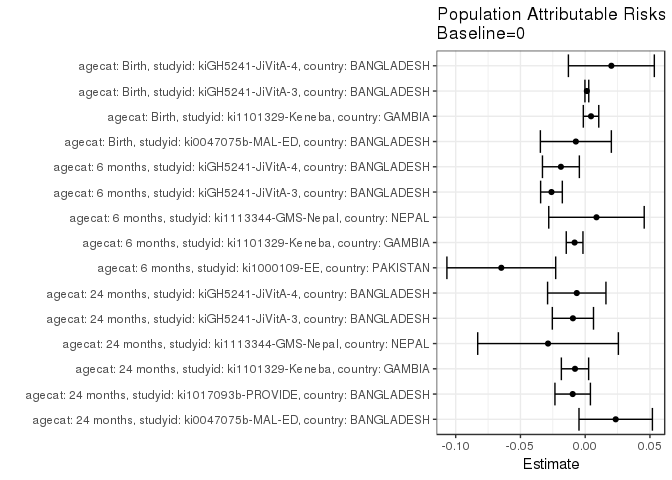 Population Attributable Risks
Baseline=0
agecat: Birth, studyid: kiGH5241-JiVitA-4, country: BANGLADESH
agecat: Birth, studyid: kiGH5241-JiVitA-3, country: BANGLADESH
agecat: Birth, studyid: ki1101329-Keneba, country: GAMBIA
agecat: Birth, studyid: ki0047075b-MAL-ED, country: BANGLADESH
agecat: 6 months, studyid: kiGH5241-JiVitA-4, country: BANGLADESH
agecat: 6 months, studyid: kiGH5241-JiVitA-3, country: BANGLADESH
agecat: 6 months, studyid: ki1113344-GMS-Nepal, country: NEPAL
agecat: 6 months, studyid: ki1101329-Keneba, country: GAMBIA
agecat: 6 months, studyid: ki1000109-EE, country: PAKISTAN
agecat: 24 months, studyid: kiGH5241-JiVitA-4, country: BANGLADESH
agecat: 24 months, studyid: kiGH5241-JiVitA-3, country: BANGLADESH
agecat: 24 months, studyid: ki1113344-GMS-Nepal, country: NEPAL
agecat: 24 months, studyid: ki1101329-Keneba, country: GAMBIA
agecat: 24 months, studyid: ki1017093b-PROVIDE, country: BANGLADESH
agecat: 24 months, studyid: ki0047075b-MAL-ED, country: BANGLADESH
-0.10 -0.05 0.00 0.05
Estimate